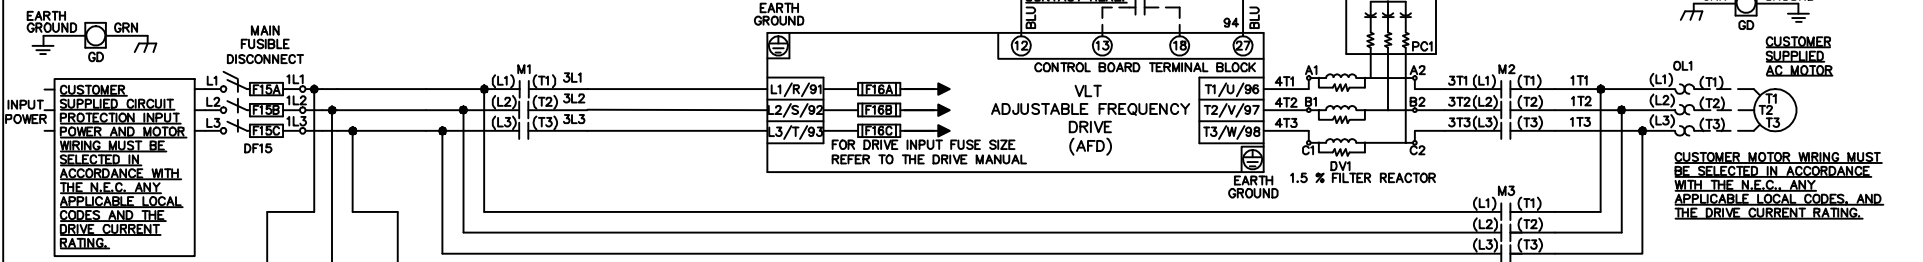 EARTH
GROUND
GRN
GD
MAIN
FUSIBLE
DISCONNECT
INPUT
POWER
CUSTOMER
SUPPLIED CIRCUIT
PROTECTION INPUT
POWER AND MOTOR
WIRING MUST BE
SELECTED IN
ACCORDANCE WITH
THE N.E.C. ANY
APPLICABLE LOCAL
CODES AND THE
DRIVE CURRENT
RATING.
L1 F15A 1L1
L2 F15B 1L2
L3 F15C 1L3
DF15
M1
(L1) (T1) 3L1
(L2) (T2) 3L2
(L3) (T3) 3L3
EARTH
GROUND
BLU
94
BLU
12
13
18
27
CONTROL BOARD TERMINAL BLOCK
L1/R/91
L2/S/92
L3/T/93
F16A
F16B
F16C
FOR DRIVE INPUT FUSE SIZE
REFER TO THE DRIVE MANUAL
VLT
ADJUSTABLE FREQUENCY
DRIVE
(AFD)
T1/U/96
T2/V/97
T3/W/98
EARTH
GROUND
4T1 A1 A2
4T2 B1 B2
4T3 C1 C2
PC1
DV1
1.5 % FILTER REACTOR
M2
3T1 (L1) (T1) 1T1
3T2 (L2) (T2) 1T2
3T3 (L3) (T3) 1T3
M3
(L1) (T1)
(L2) (T2)
(L3) (T3)
GD
CUSTOMER
SUPPLIED
AC MOTOR
OL1
(L1) (T1)
(L2) (T2)
(L3) (T3)
T1
T2
T3
CUSTOMER MOTOR WIRING MUST
BE SELECTED IN ACCORDANCE
WITH THE N.E.C., ANY
APPLICABLE LOCAL CODES, AND
THE DRIVE CURRENT RATING.